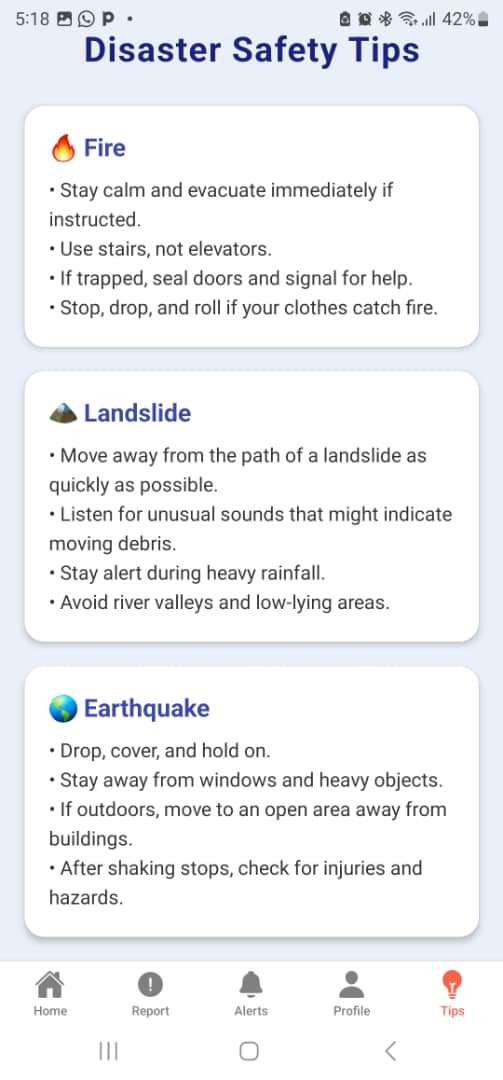 5:18 P • 42%
Disaster Safety Tips
Fire
• Stay calm and evacuate immediately if
instructed.
• Use stairs, not elevators.
• If trapped, seal doors and signal for help.
• Stop, drop, and roll if your clothes catch fire.
Landslide
• Move away from the path of a landslide as
quickly as possible.
• Listen for unusual sounds that might indicate
moving debris.
• Stay alert during heavy rainfall.
• Avoid river valleys and low-lying areas.
Earthquake
• Drop, cover, and hold on.
• Stay away from windows and heavy objects.
• If outdoors, move to an open area away from
buildings.
• After shaking stops, check for injuries and
hazards.
Home Report Alerts Profile Tips